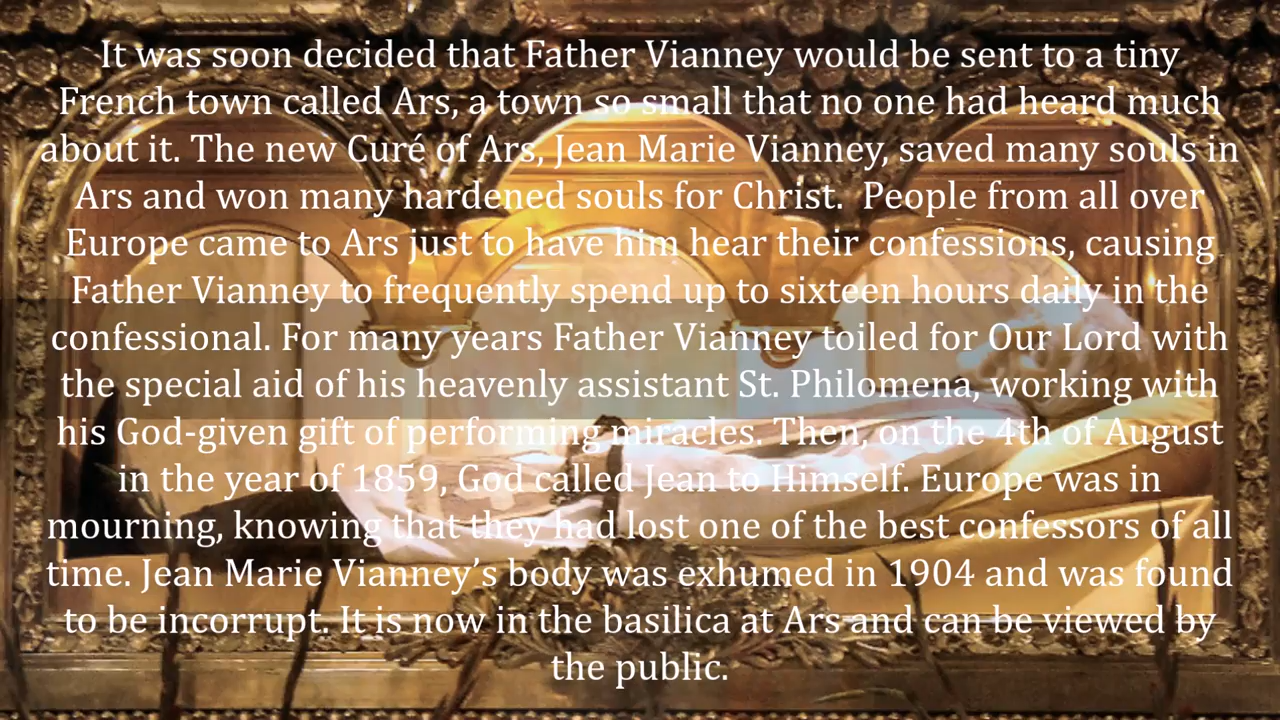 It was soon decided that Father Vianney would be sent to a tiny
French town called Ars, a town so small that no one had heard much
about it. The new Curé of Ars, Jean Marie Vianney, saved many souls in
Ars and won many hardened souls for Christ.  People from all over
Europe came to Ars just to have him hear their confessions, causing
Father Vianney to frequently spend up to sixteen hours daily in the
confessional. For many years Father Vianney toiled for Our Lord with
the special aid of his heavenly assistant St. Philomena, working with
his God-given gift of performing miracles. Then, on the 4th of August
in the year of 1859, God called Jean to Himself. Europe was in
mourning, knowing that they had lost one of the best confessors of all
time. Jean Marie Vianney’s body was exhumed in 1904 and was found
to be incorrupt. It is now in the basilica at Ars and can be viewed by
the public.